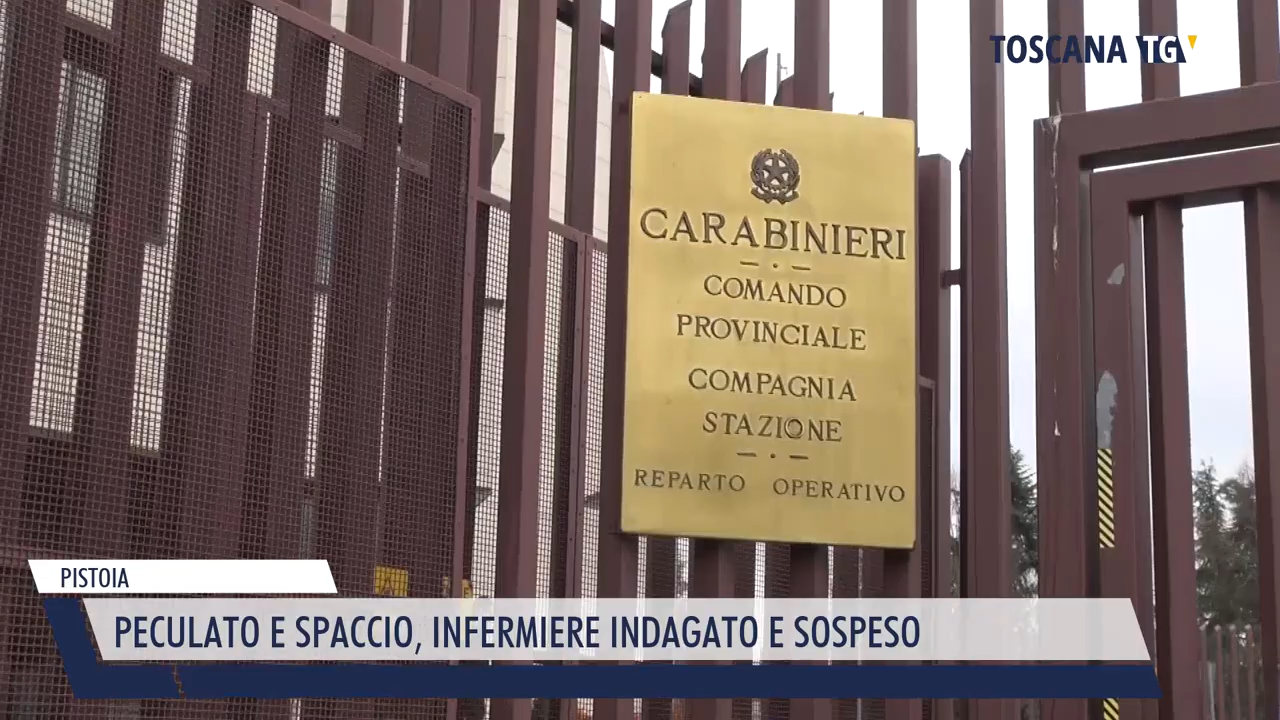 TOSCANA TG
CARABINIERI
COMANDO
PROVINCIALE
COMPAGNIA
STAZIONE
REPARTO OPERATIVO
PISTOIA
PECULATO E SPACCIO, INFERMIERE INDAGATO E SOSPESO